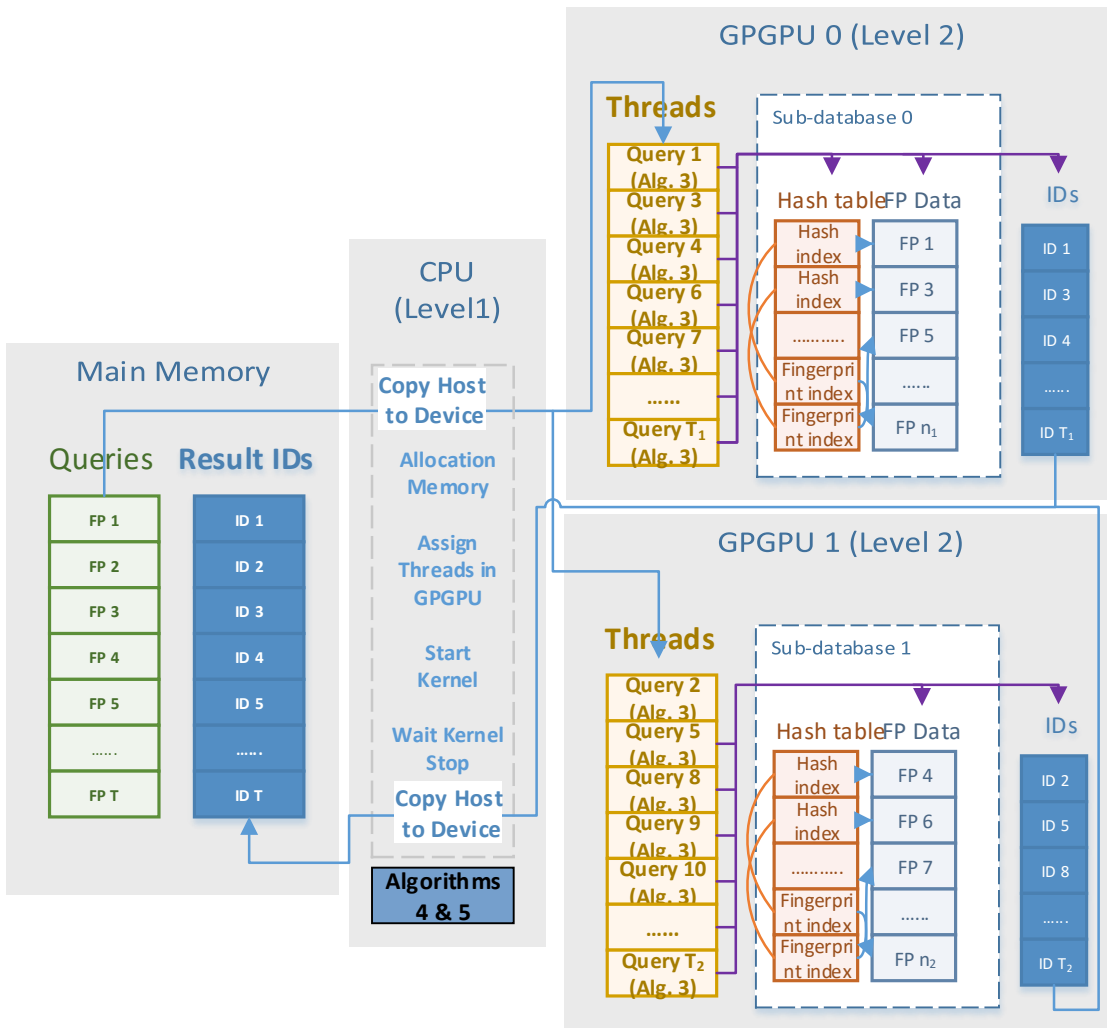 GPGPU 0 (Level 2)
Threads
Query 1
(Alg. 3)
Query 3
(Alg. 3)
Query 4
(Alg. 3)
Query 6
(Alg. 3)
Query 7
(Alg. 3)
......
Query T1
(Alg. 3)
Sub-database 0
Hash table
Hash
index
Hash
index
...........
Fingerpri
nt index
Fingerpri
nt index
FP Data
FP 1
FP 3
FP 5
......
FP n1
IDs
ID 1
ID 3
ID 4
......
ID T1
CPU
(Level1)
Copy Host
to Device
Allocation
Memory
Assign
Threads in
GPGPU
Start
Kernel
Wait Kernel
Stop
Copy Host
to Device
Algorithms
4 & 5
Main Memory
Queries
FP 1
FP 2
FP 3
FP 4
FP 5
......
FP T
Result IDs
ID 1
ID 2
ID 3
ID 4
ID 5
......
ID T
GPGPU 1 (Level 2)
Threads
Query 2
(Alg. 3)
Query 5
(Alg. 3)
Query 8
(Alg. 3)
Query 9
(Alg. 3)
Query 10
(Alg. 3)
......
Query T2
(Alg. 3)
Sub-database 1
Hash table
Hash
index
Hash
index
...........
Fingerpri
nt index
Fingerpri
nt index
FP Data
FP 4
FP 6
FP 7
......
FP n2
IDs
ID 2
ID 5
ID 8
......
ID T2